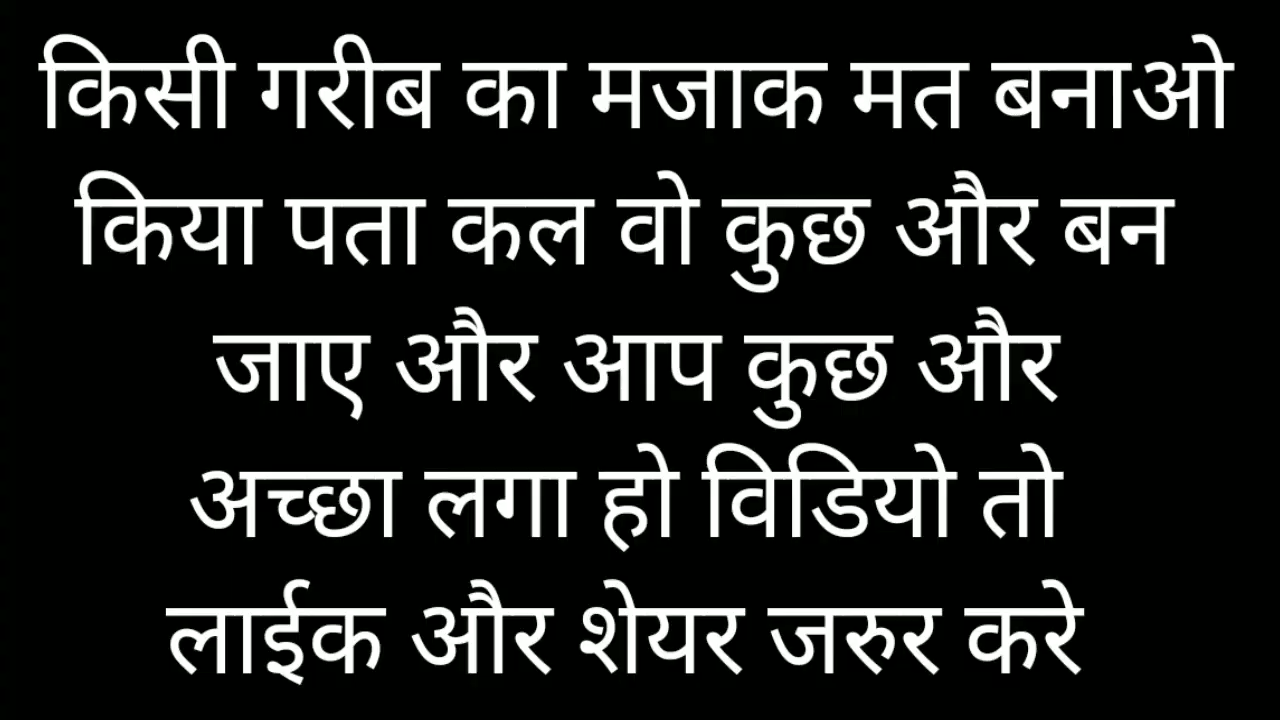 किसी गरीब का मजाक मत बनाओ
किया पता कल वो कुछ और बन
जाए और आप कुछ और
अच्छा लगा हो विडियो तो
लाईक और शेयर जरुर करे